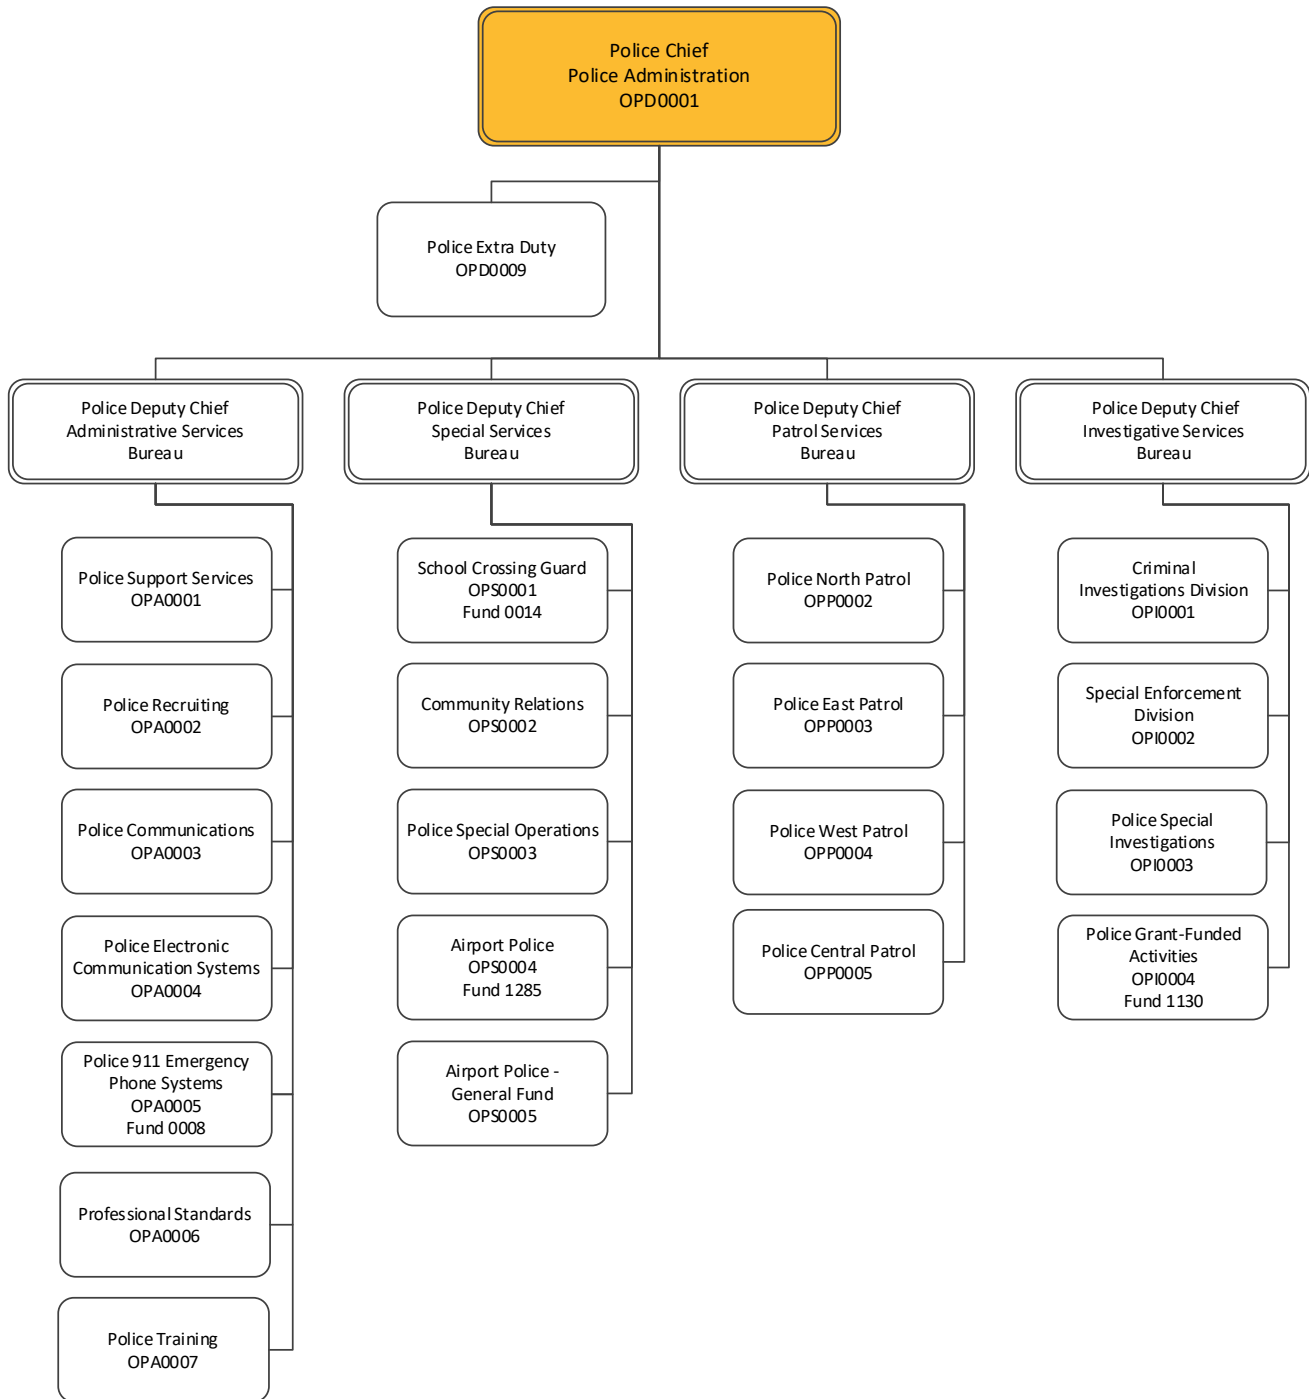 Police Chief
Police Administration
OPD0001
Police Extra Duty
OPD0009
Police Deputy Chief
Administrative Services
Bureau
Police Deputy Chief
Special Services
Bureau
Police Deputy Chief
Patrol Services
Bureau
Police Deputy Chief
Investigative Services
Bureau
Police Support Services
OPA0001
Police Recruiting
OPA0002
Police Communications
OPA0003
Police Electronic
Communication Systems
OPA0004
Police 911 Emergency
Phone Systems
OPA0005
Fund 0008
Professional Standards
OPA0006
Police Training
OPA0007
School Crossing Guard
OPS0001
Fund 0014
Community Relations
OPS0002
Police Special Operations
OPS0003
Airport Police
OPS0004
Fund 1285
Airport Police -
General Fund
OPS0005
Police North Patrol
OPP0002
Police East Patrol
OPP0003
Police West Patrol
OPP0004
Police Central Patrol
OPP0005
Criminal
Investigations Division
OPI0001
Special Enforcement
Division
OPI0002
Police Special
Investigations
OPI0003
Police Grant-Funded
Activities
OPI0004
Fund 1130